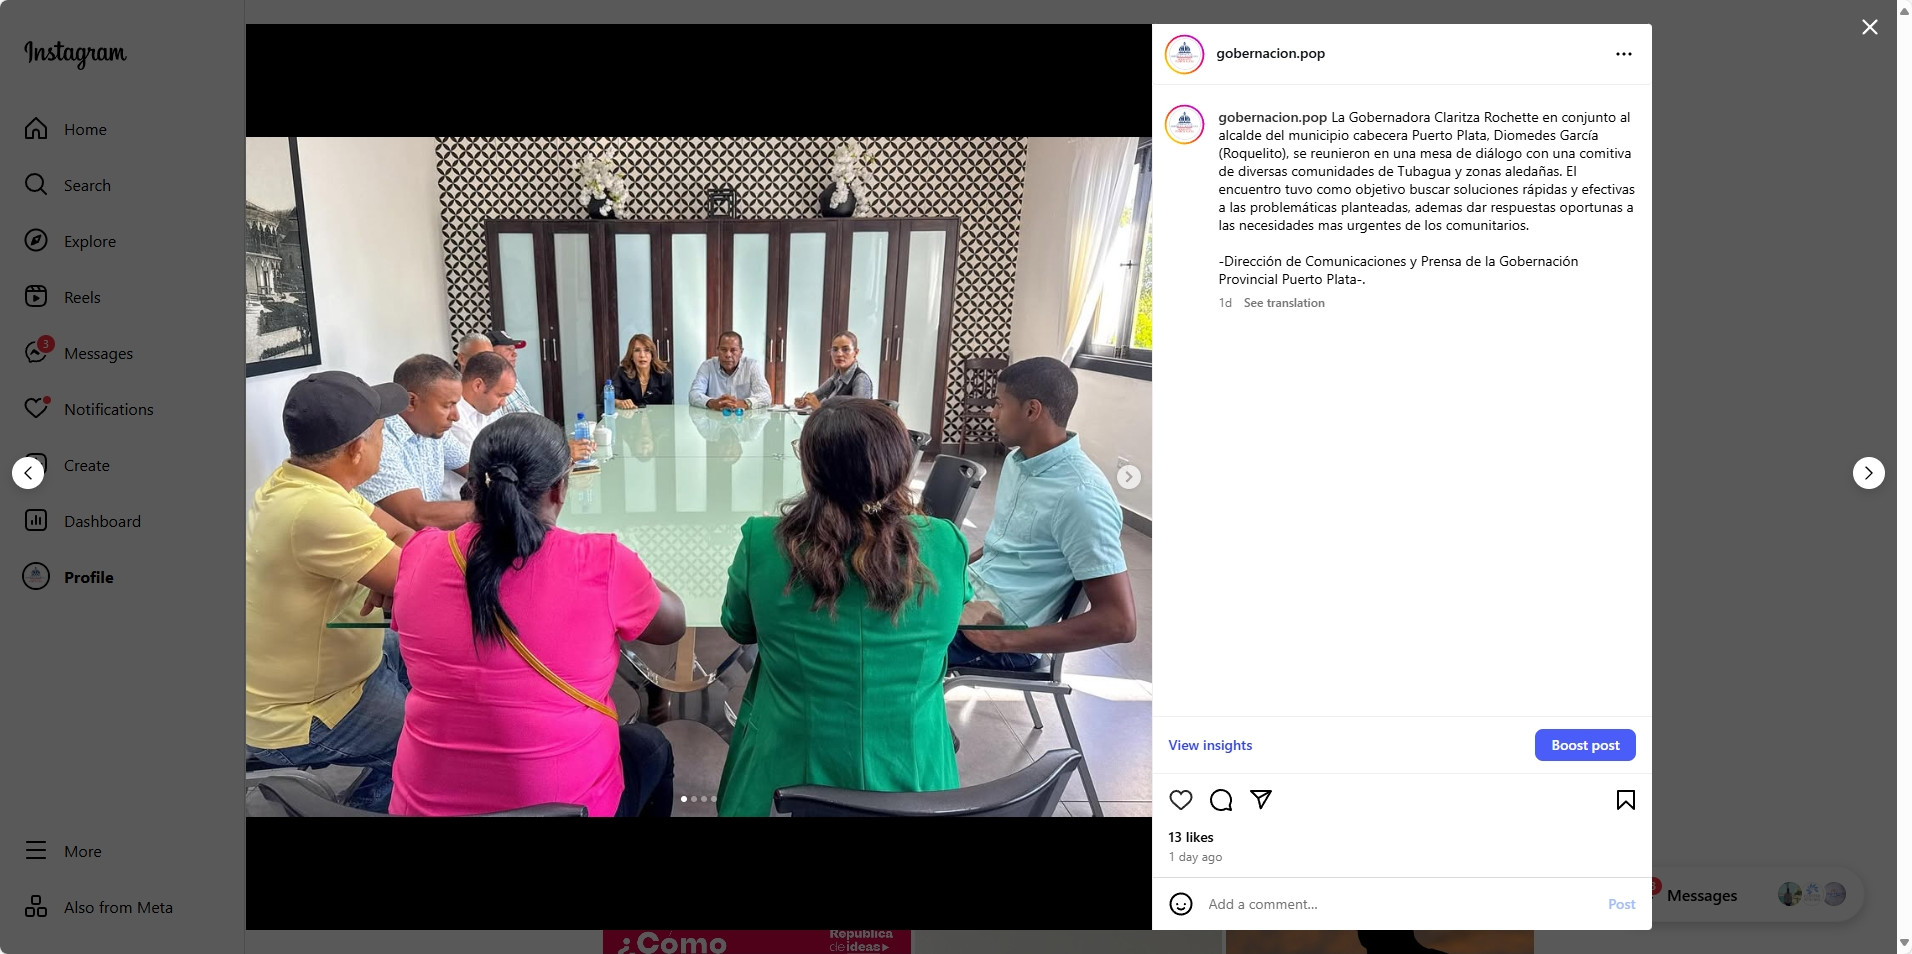 Instagram
Home
Search
Explore
Reels
3
Messages
Notifications
Create
Dashboard
Profile
More
Also from Meta
gobernacion.pop
gobernacion.pop La Gobernadora Claritza Rochette en conjunto al
alcalde del municipio cabecera Puerto Plata, Diomedes García
(Roquelito), se reunieron en una mesa de diálogo con una comitiva
de diversas comunidades de Tubagua y zonas aledañas. El
encuentro tuvo como objetivo buscar soluciones rápidas y efectivas
a las problemáticas planteadas, ademas dar respuestas oportunas a
las necesidades mas urgentes de los comunitarios.
-Dirección de Comunicaciones y Prensa de la Gobernación
Provincial Puerto Plata-.
1d See translation
View insights
Boost post
13 likes
1 day ago
Add a comment...
Post
Messages
¿Como
República
de ideas